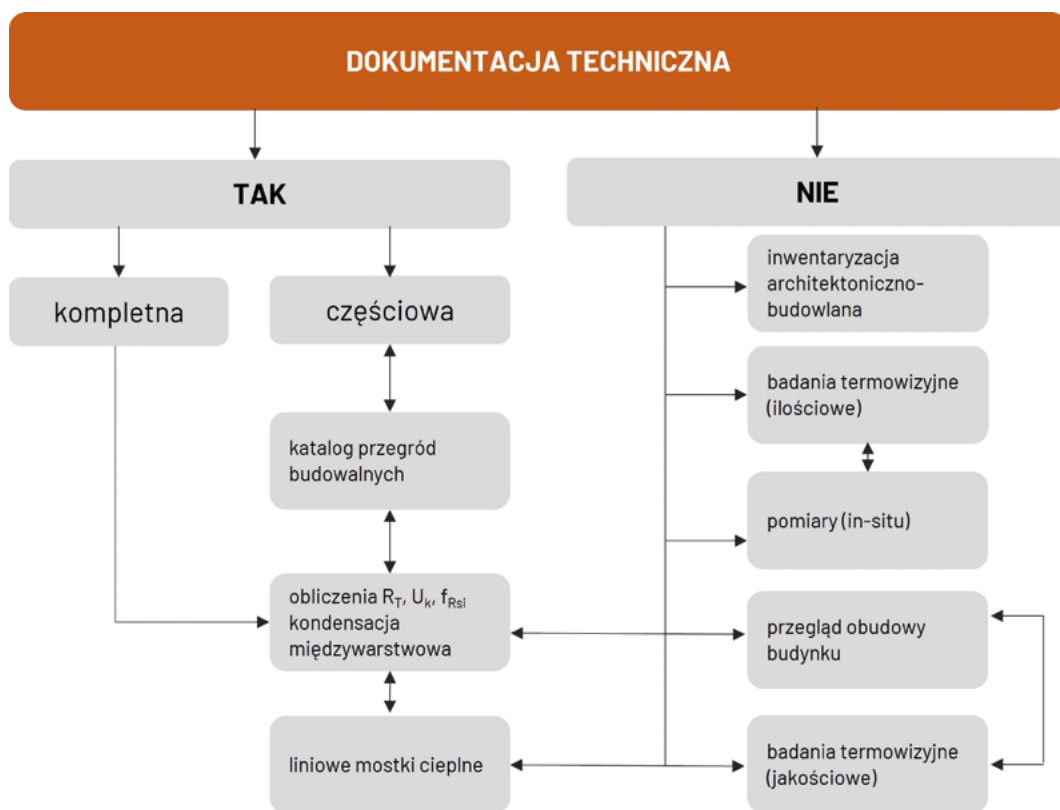 DOKUMENTACJA TECHNICZNA
TAK
NIE
kompletna
częściowa
katalog przegród
budowalnych
obliczenia R_T, U_k, f_Rsi
kondensacja
międzywarstwowa
liniowe mostki cieplne
inwentaryzacja
architektoniczno-
budowlana
badania termowizyjne
(ilościowe)
pomiary (in-situ)
przegląd obudowy
budynku
badania termowizyjne
(jakościowe)